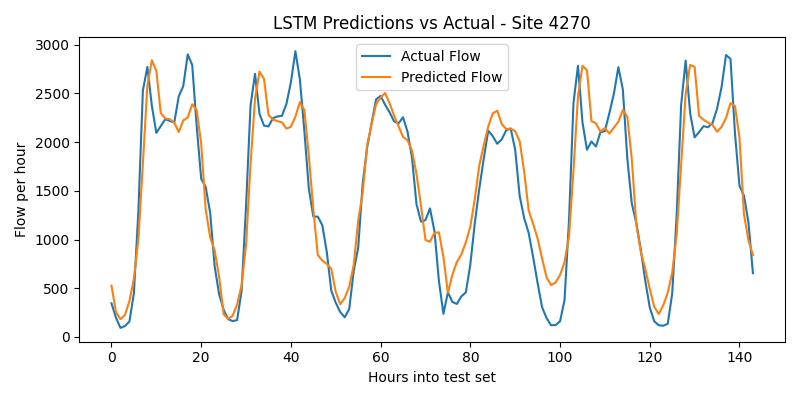 LSTM Predictions vs Actual - Site 4270
Actual Flow
Predicted Flow
Flow per hour
3000
2500
2000
1500
1000
500
0
0 20 40 60 80 100 120 140
Hours into test set